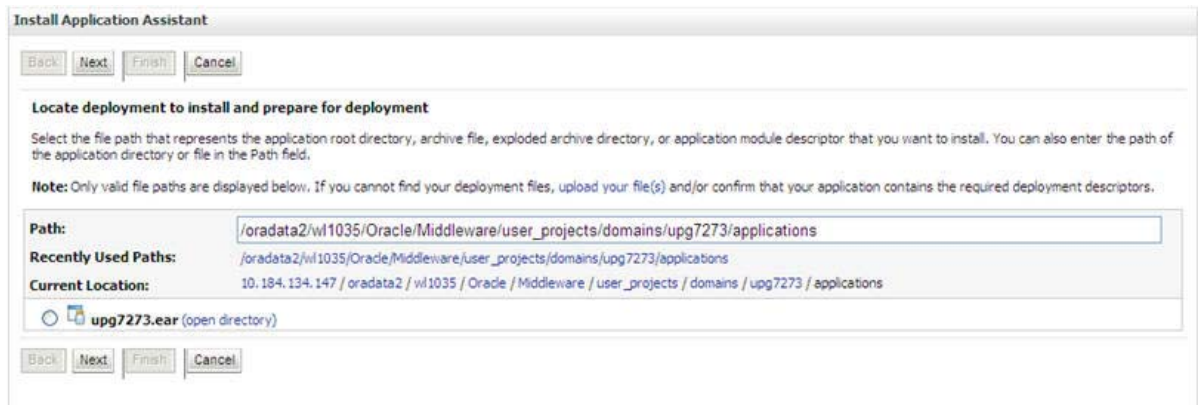 Install Application Assistant
Back Next Finish Cancel
Locate deployment to install and prepare for deployment
Select the file path that represents the application root directory, archive file, exploded archive directory, or application module descriptor that you want to install. You can also enter the path of
the application directory or file in the Path field.
Note: Only valid file paths are displayed below. If you cannot find your deployment files, upload your file(s) and/or confirm that your application contains the required deployment descriptors.
Path: /oradata2/wl1035/Oracle/Middleware/user_projects/domains/upg7273/applications
Recently Used Paths: /oradata2/wl1035/Oracle/Middleware/user_projects/domains/upg7273/applications
Current Location: 10.184.134.147 / oradata2 / wl1035 / Oracle / Middleware / user_projects / domains / upg7273 / applications
upg7273.ear (open directory)
Back Next Finish Cancel